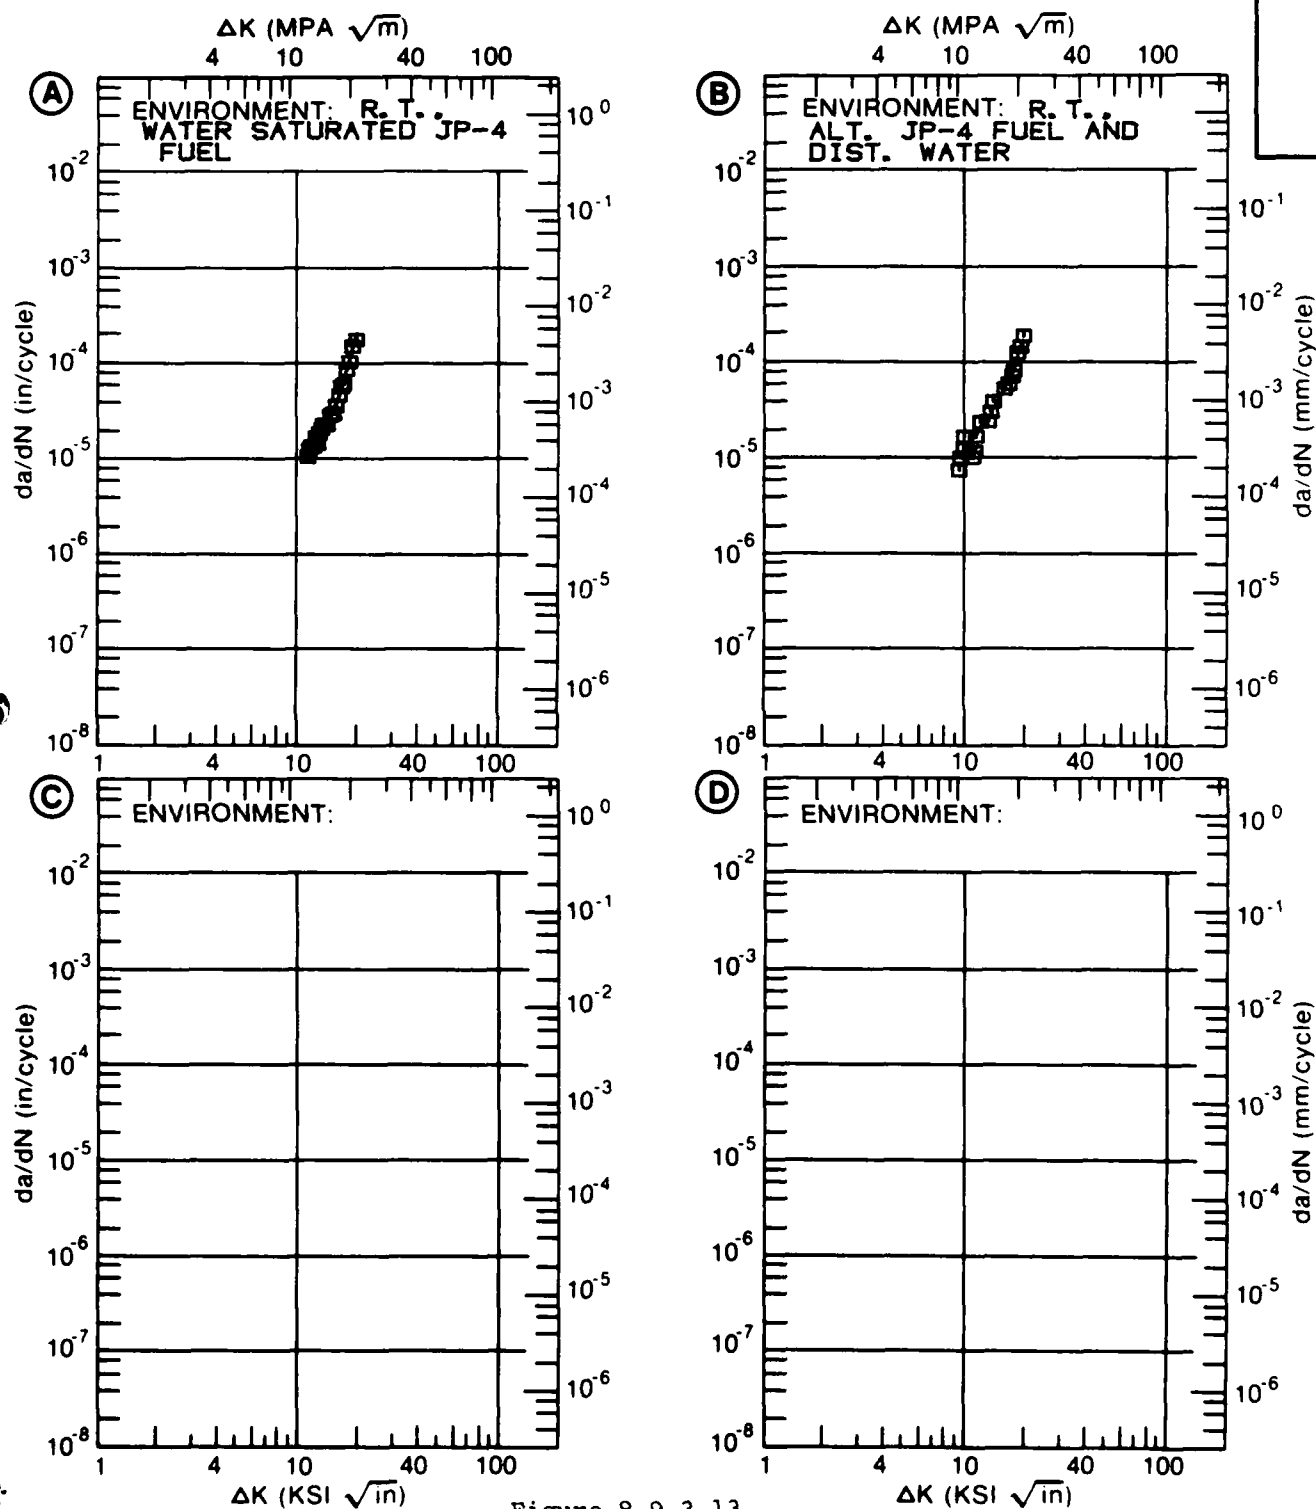 ΔK (MPA √m)
4 10 40 100
A
ENVIRONMENT: R.T.,
WATER SATURATED JP-4
FUEL
10^-2
10^-3
10^-4
10^-5
10^-6
10^-7
10^-8
da/dN (in/cycle)
10^0
10^-1
10^-2
10^-3
10^-4
10^-5
10^-6
1 4 10 40 100
ΔK (MPA √m)
4 10 40 100
B
ENVIRONMENT: R.T.,
ALT. JP-4 FUEL AND
DIST. WATER
10^-2
10^-3
10^-4
10^-5
10^-6
10^-7
10^-8
10^-1
10^-2
10^-3
10^-4
10^-5
10^-6
da/dN (mm/cycle)
1 4 10 40 100
C
ENVIRONMENT:
10^-2
10^-3
10^-4
10^-5
10^-6
10^-7
10^-8
da/dN (in/cycle)
10^0
10^-1
10^-2
10^-3
10^-4
10^-5
10^-6
1 4 10 40 100
ΔK (KSI √in)
D
ENVIRONMENT:
10^-2
10^-3
10^-4
10^-5
10^-6
10^-7
10^-8
10^0
10^-1
10^-2
10^-3
10^-4
10^-5
10^-6
da/dN (mm/cycle)
1 4 10 40 100
ΔK (KSI √in)
Figure 8.9.3.13